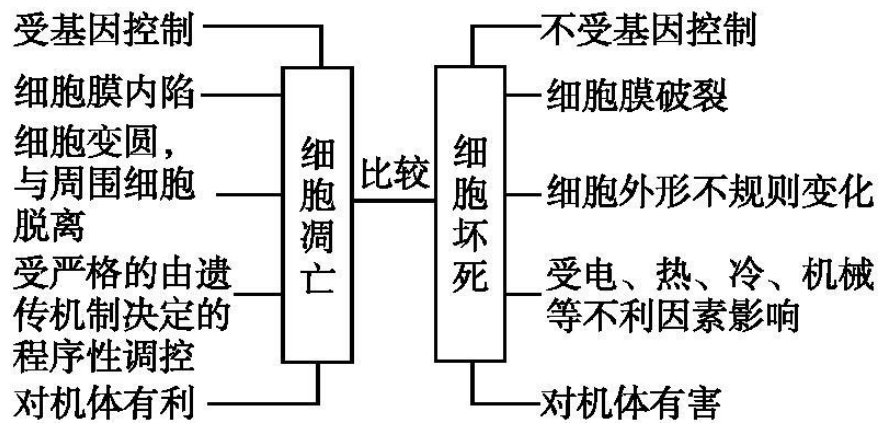 受基因控制
细胞膜内陷
细胞变圆，
与周围细胞
脱离
受严格的由遗
传机制决定的
程序性调控
对机体有利
细胞凋亡
比较
细胞坏死
不受基因控制
细胞膜破裂
细胞外形不规则变化
受电、热、冷、机械
等不利因素影响
对机体有害